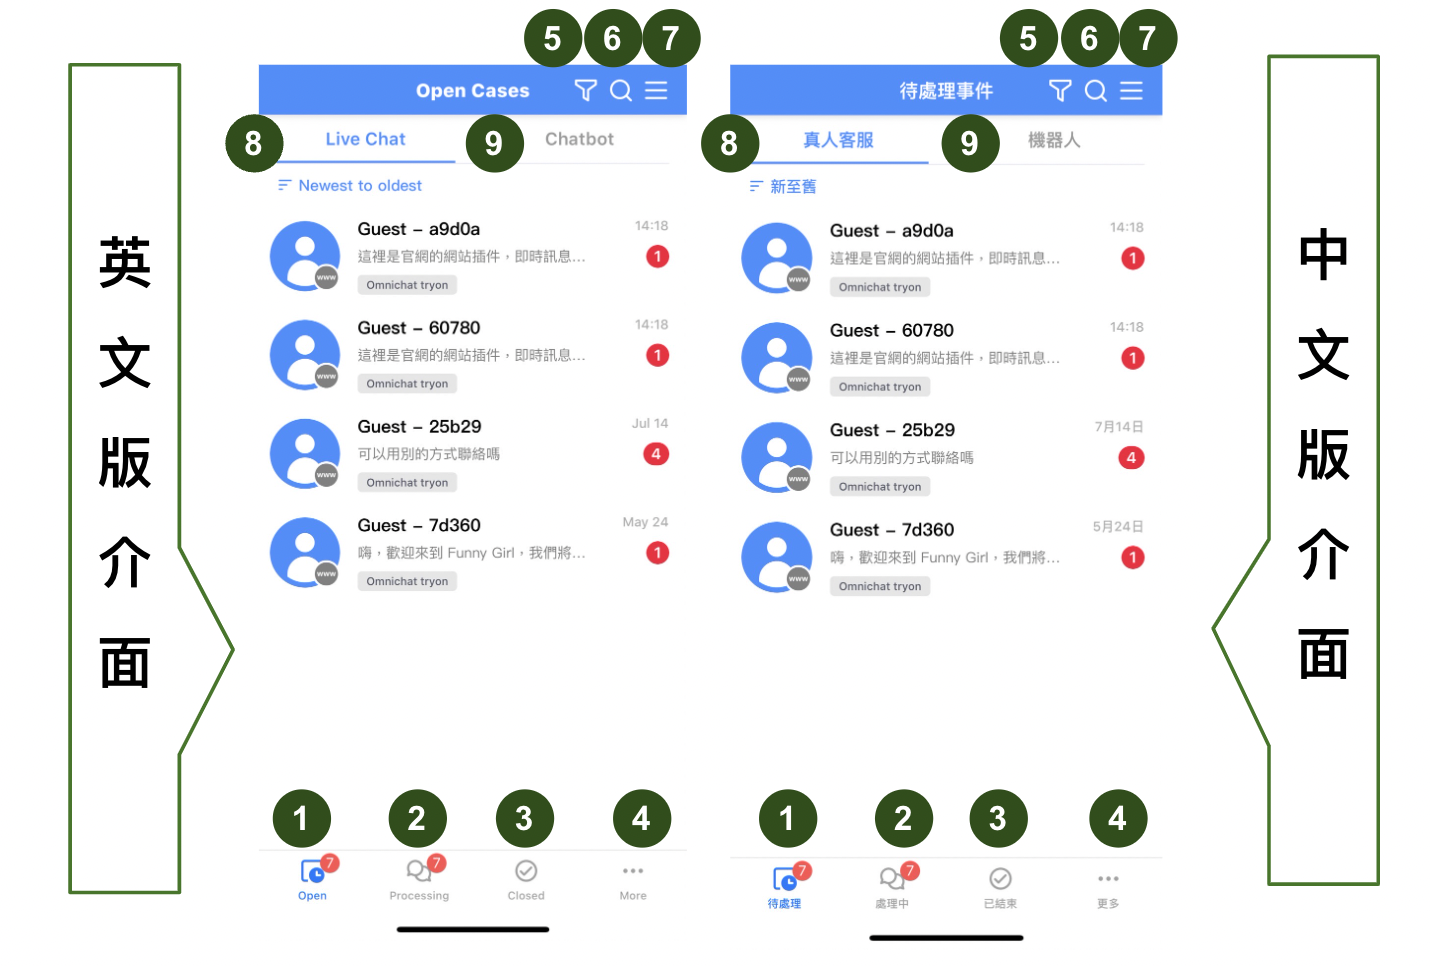 英文版介面
5 6 7
Open Cases
8 Live Chat 9 Chatbot
Newest to oldest
Guest – a9d0a 14:18
這裡是官網的網站插件，即時訊息... 1
www
Omnichat tryon
Guest – 60780 14:18
這裡是官網的網站插件，即時訊息... 1
www
Omnichat tryon
Guest – 25b29 Jul 14
可以用別的方式聯絡嗎 4
www
Omnichat tryon
Guest – 7d360 May 24
嗨，歡迎來到 Funny Girl，我們將... 1
www
Omnichat tryon
1 2 3 4
7 7
Open Processing Closed More
5 6 7
待處理事件
8 真人客服 9 機器人
新至舊
Guest – a9d0a 14:18
這裡是官網的網站插件，即時訊息... 1
www
Omnichat tryon
Guest – 60780 14:18
這裡是官網的網站插件，即時訊息... 1
www
Omnichat tryon
Guest – 25b29 7月14日
可以用別的方式聯絡嗎 4
www
Omnichat tryon
Guest – 7d360 5月24日
嗨，歡迎來到 Funny Girl，我們將... 1
www
Omnichat tryon
1 2 3 4
7 7
待處理 處理中 已結束 更多
中文版介面